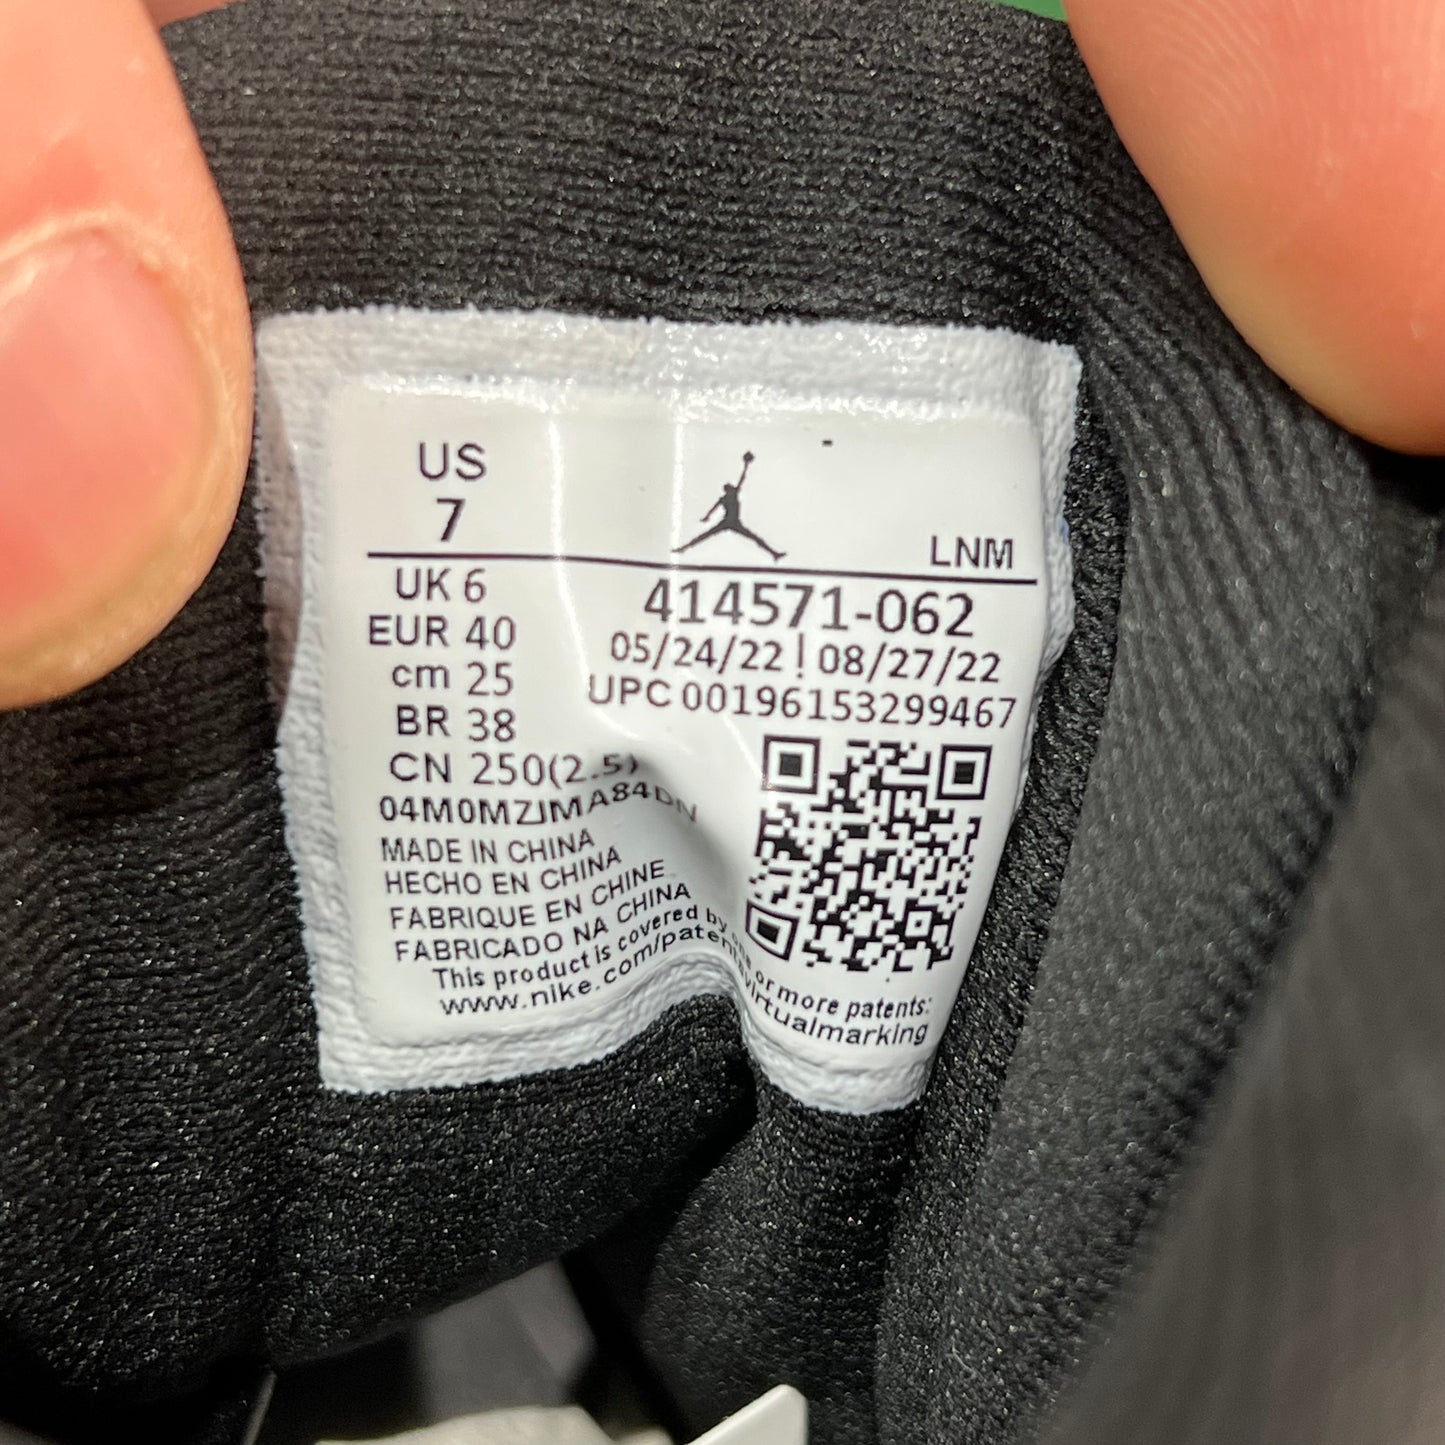 US
7
LNM
UK 6
EUR 40
cm 25
BR 38
CN 250(2.5)
414571-062
05/24/22 | 08/27/22
UPC 00196153299467
04M0MZJMA84DN
MADE IN CHINA
HECHO EN CHINA
FABRIQUE EN CHINE
FABRICADO NA CHINA
This product is covered by one or more patents:
www.nike.com/patentsvirtualmarking